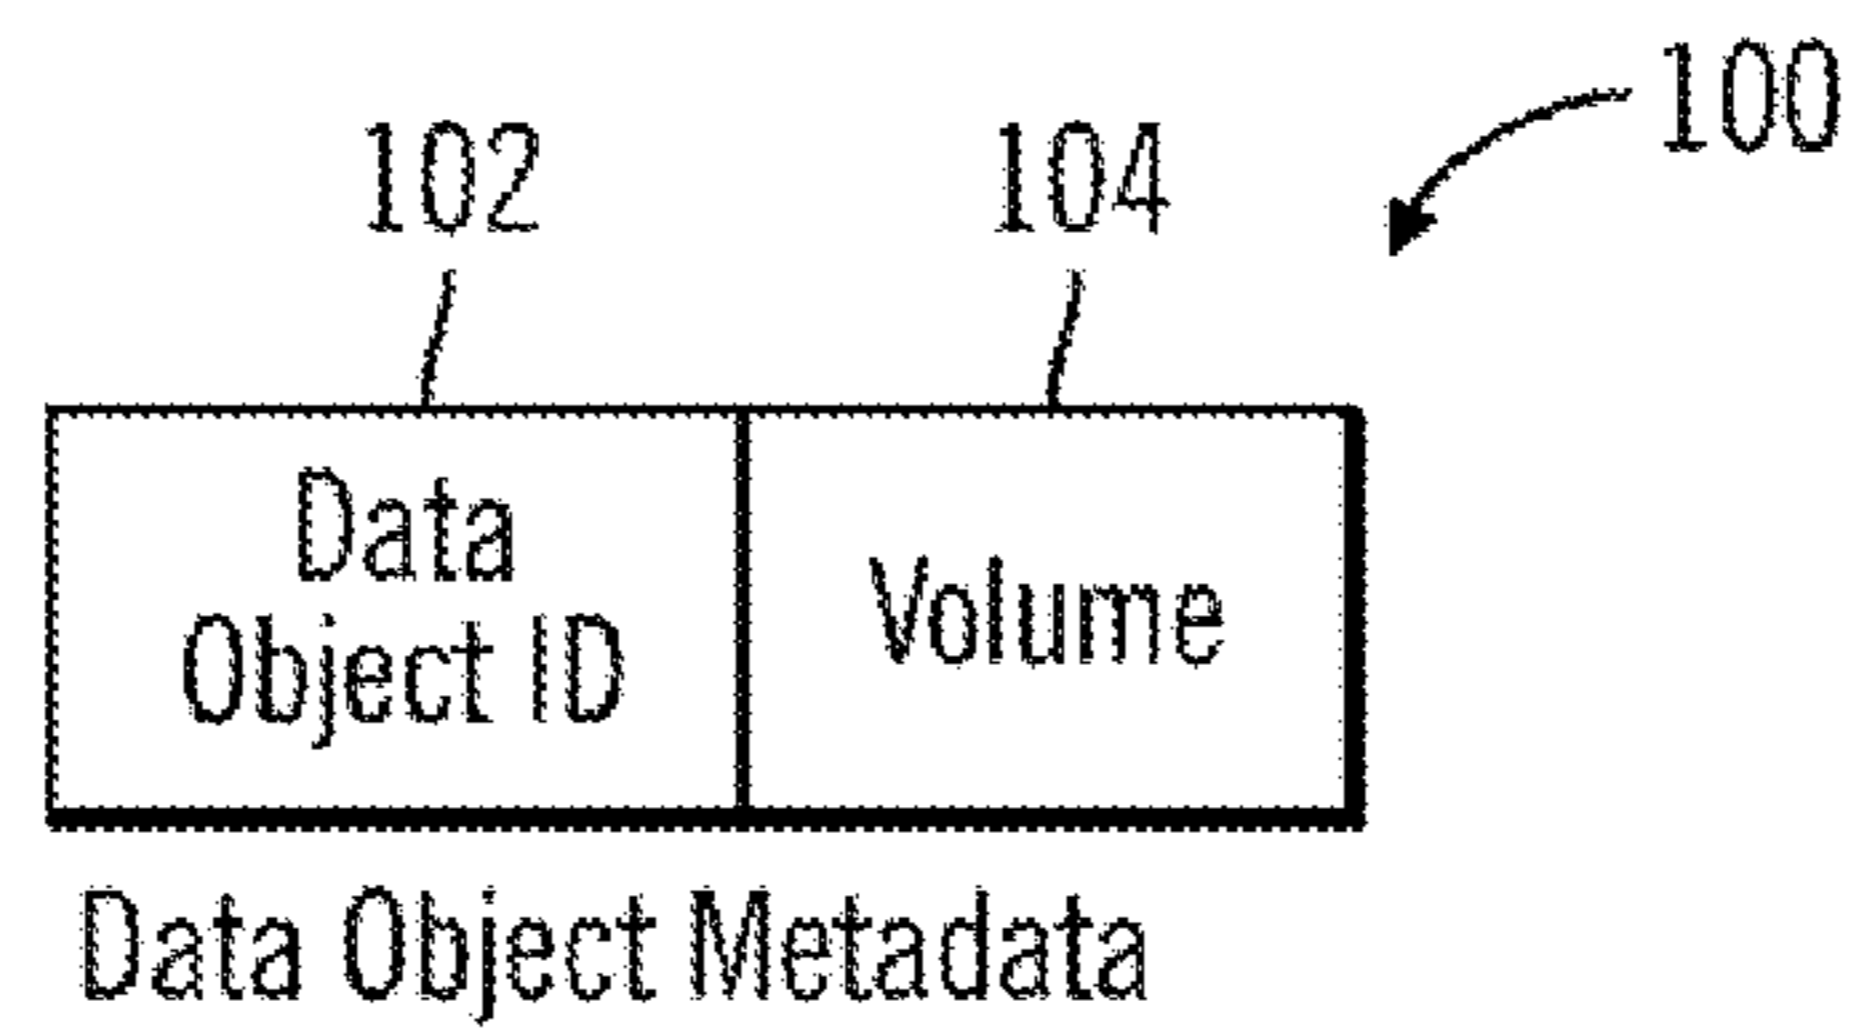 100
102
104
Data
Object ID
Volume
Data Object Metadata